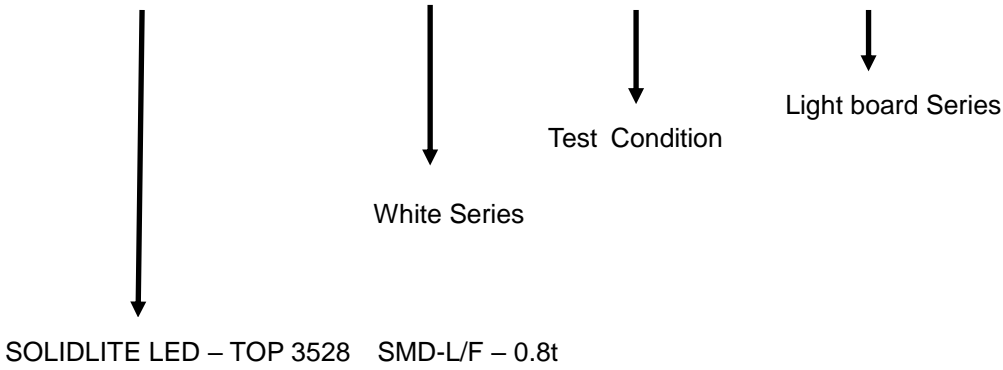 Light board Series
Test Condition
White Series
SOLIDLITE LED – TOP 3528 SMD-L/F – 0.8t